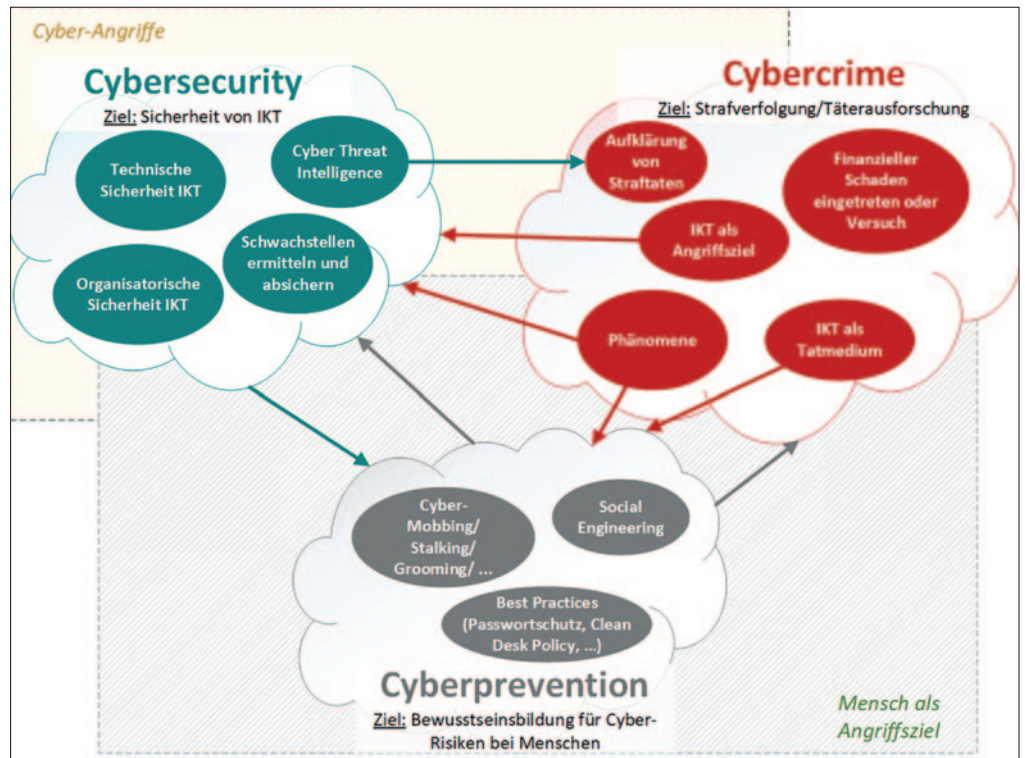 Cyber-Angriffe
Cybersecurity
Ziel: Sicherheit von IKT
Technische
Sicherheit IKT
Cyber Threat
Intelligence
Schwachstellen
ermitteln und
absichern
Organisatorische
Sicherheit IKT
Cybercrime
Ziel: Strafverfolgung/Täterausforschung
Aufklärung
von
Straftaten
Finanzieller
Schaden
eingetreten oder
Versuch
IKT als
Angriffsziel
Phänomene
IKT als
Tatmedium
Cyber-
Mobbing/
Stalking/
Grooming/ ...
Social
Engineering
Best Practices
(Passwortschutz, Clean
Desk Policy, ...)
Cyberprevention
Ziel: Bewusstseinsbildung für Cyber-
Risiken bei Menschen
Mensch als
Angriffsziel